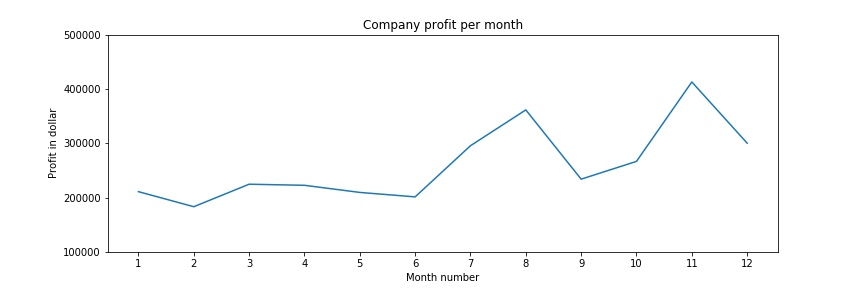 Company profit per month
500000
400000
300000
200000
100000
Profit in dollar
1 2 3 4 5 6 7 8 9 10 11 12
Month number